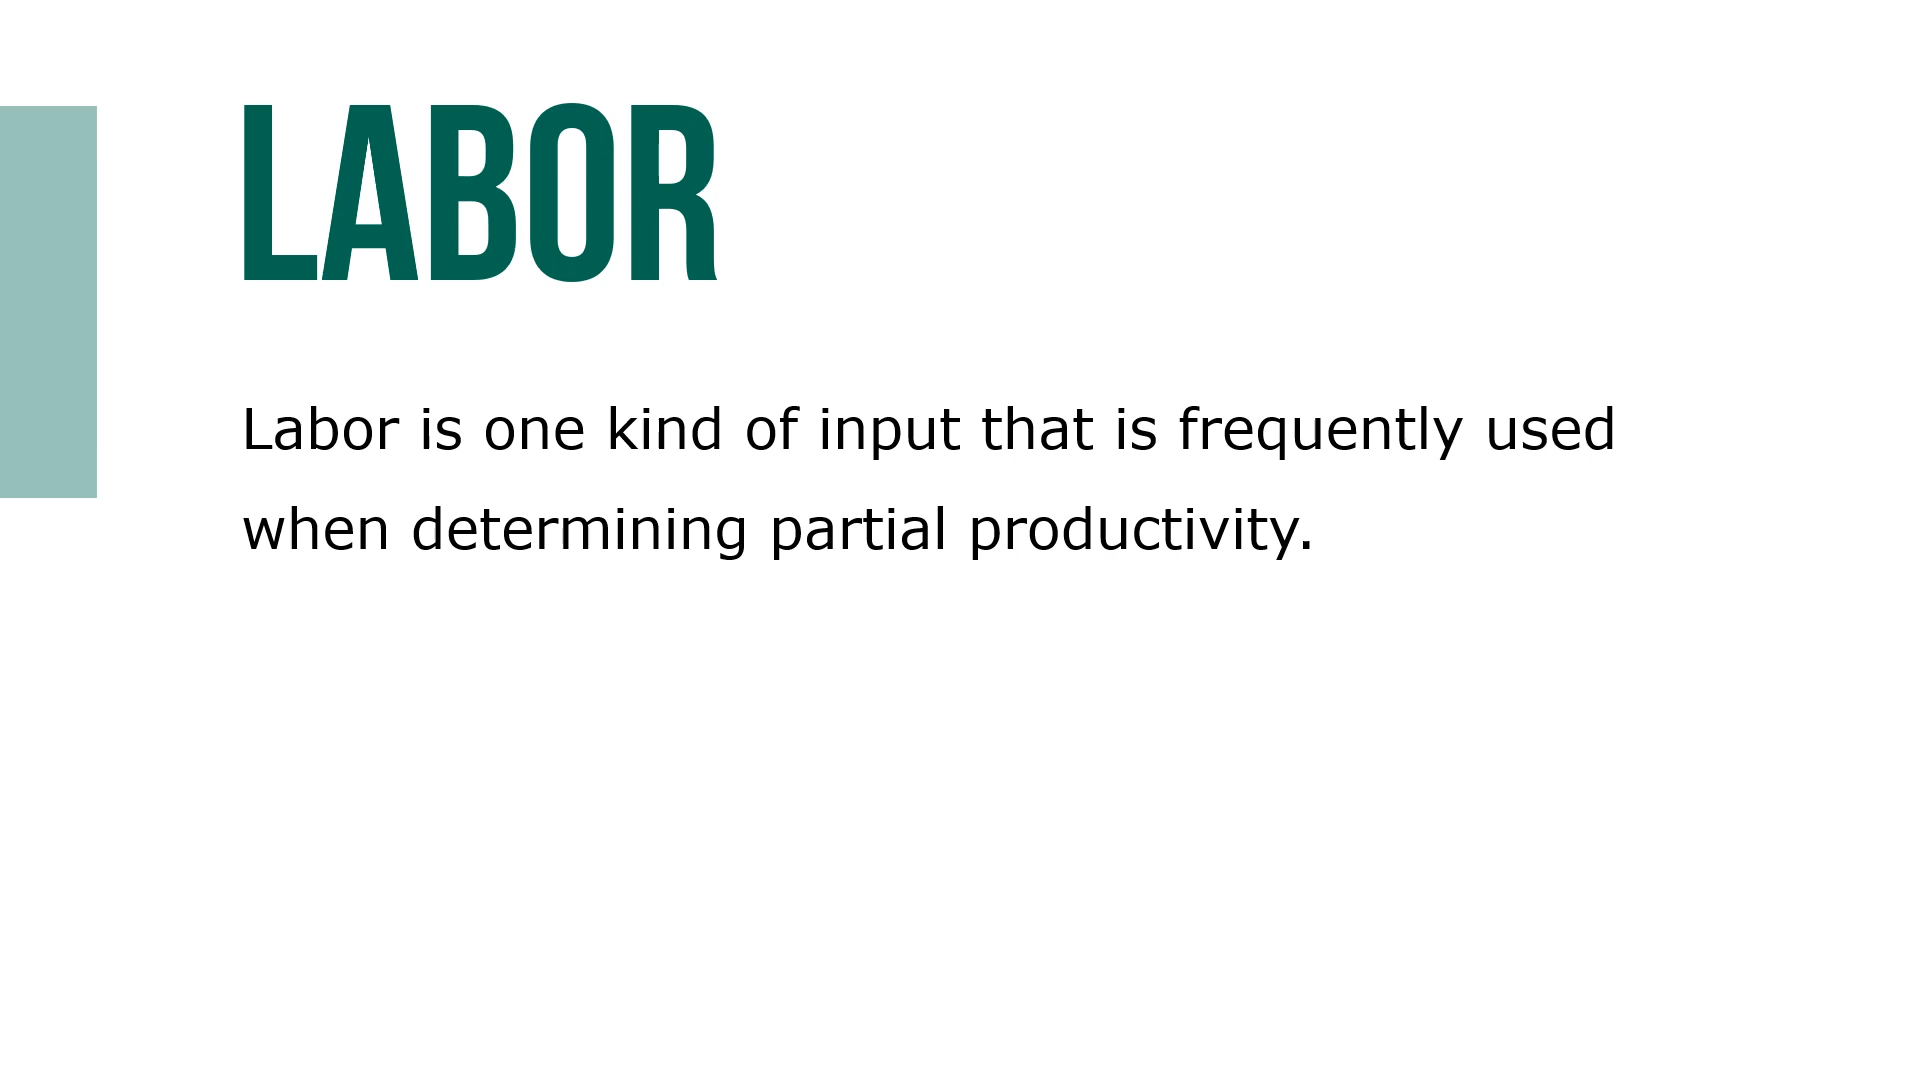 LABOR
Labor is one kind of input that is frequently used
when determining partial productivity.